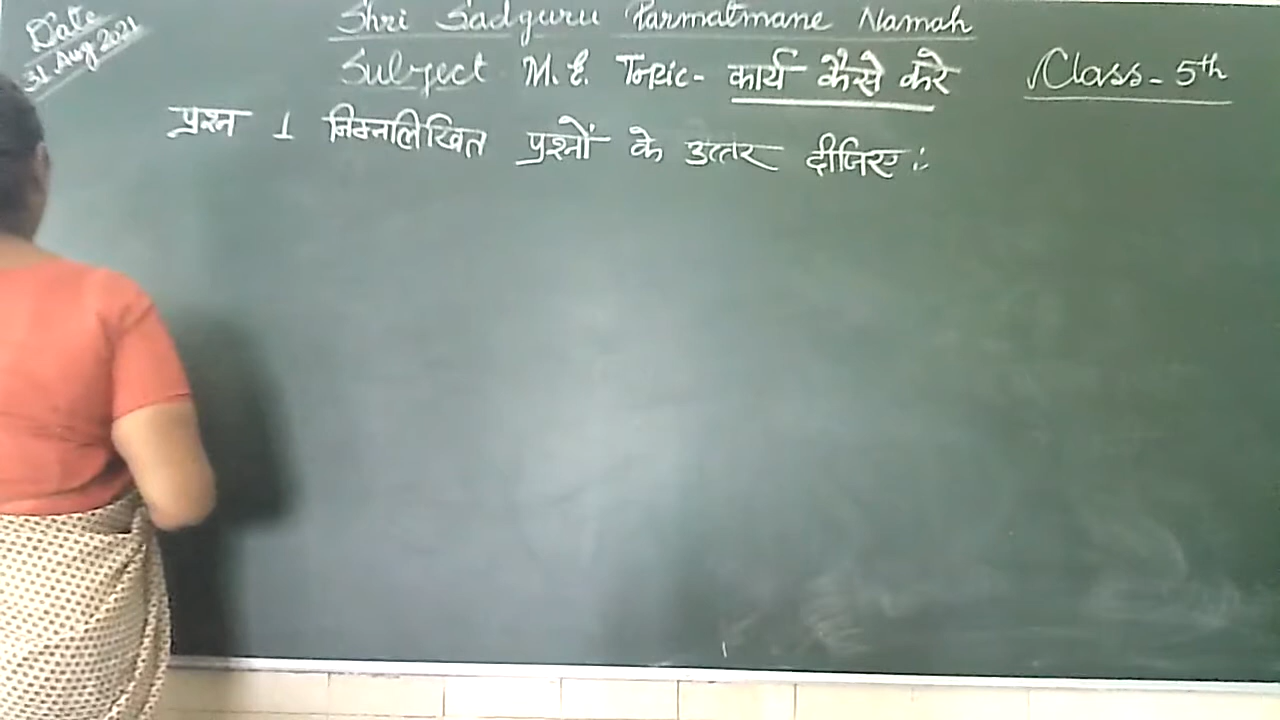 Date
31 Aug 2021
Shri Sadguru Parmatmane Namah
Subject M.E. Topic- कार्य कैसे करे Class- 5th
प्रश्न 1 निम्नलिखित प्रश्नों के उत्तर दीजिए :-